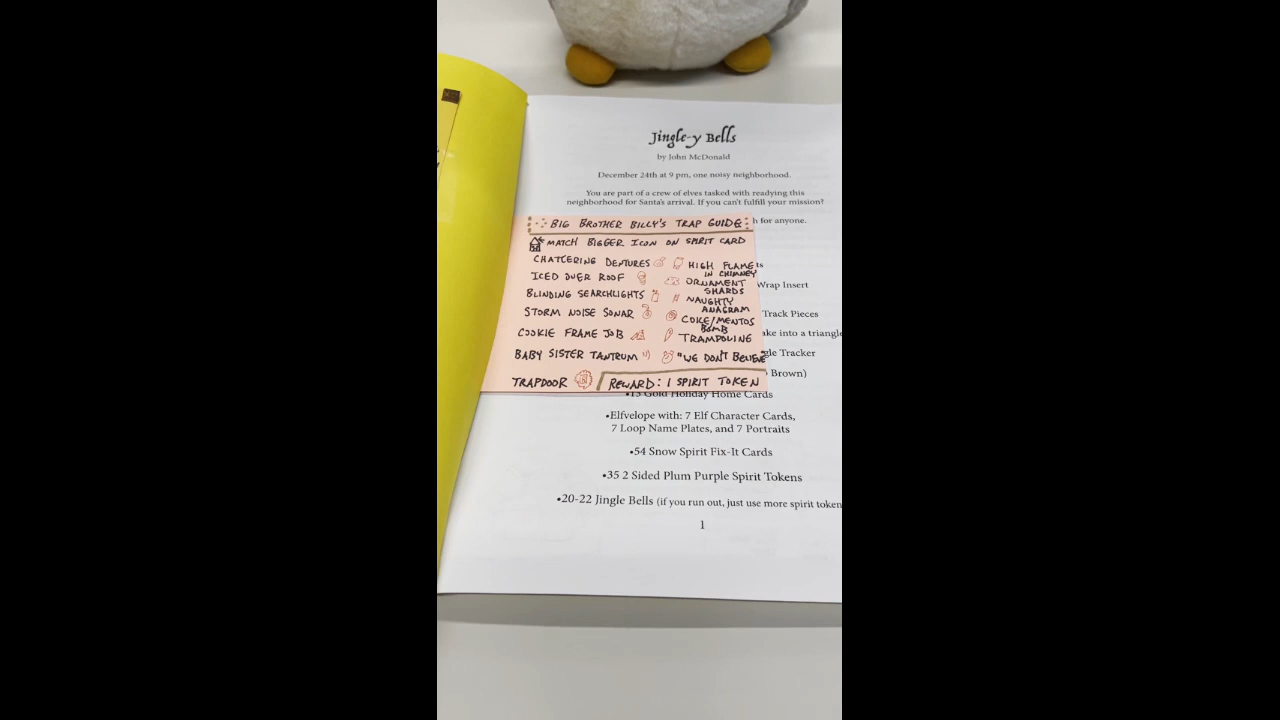 Jingle-y Bells
by John McDonald
December 24th at 9 pm, one noisy neighborhood.
You are part of a crew of elves tasked with readying this
neighborhood for Santa's arrival. If you can't fulfill your mission?
for anyone.
BIG BROTHER BILLY'S TRAP GUIDE
MATCH BIGGER ICON ON SPIRIT CARD
CHATTERING DENTURES
ICED OVER ROOF
BLINDING SEARCHLIGHTS
STORM NOISE SONAR
COOKIE FRAME JOB
BABY SISTER TANTRUM
TRAPDOOR
HIGH FLAME
IN CHIMNEY
ORNAMENT
SHARDS
NAUGHTY
ANAGRAM
COKE/MENTOS
BOMB
TRAMPOLINE
"WE DON'T BELIEVE"
REWARD: 1 SPIRIT TOKEN
Wrap Insert
Track Pieces
into a triangle
Tracker
Brown)
•13 Gold Holiday Home Cards
•Elfvelope with: 7 Elf Character Cards,
7 Loop Name Plates, and 7 Portraits
•54 Snow Spirit Fix-It Cards
•35 2 Sided Plum Purple Spirit Tokens
•20-22 Jingle Bells (if you run out, just use more spirit token
1